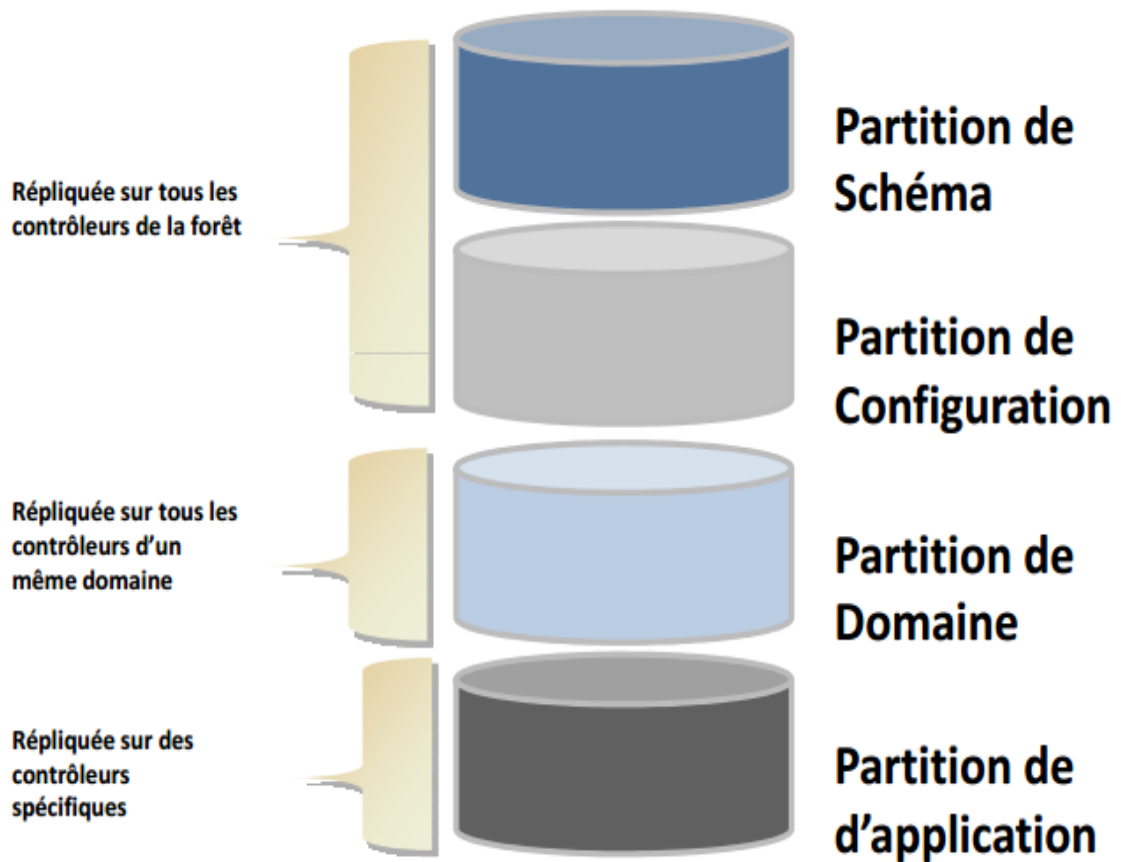 Partition de
Schéma
Répliquée sur tous les
contrôleurs de la forêt
Partition de
Configuration
Répliquée sur tous les
contrôleurs d'un
même domaine
Partition de
Domaine
Répliquée sur des
contrôleurs
spécifiques
Partition de
d'application